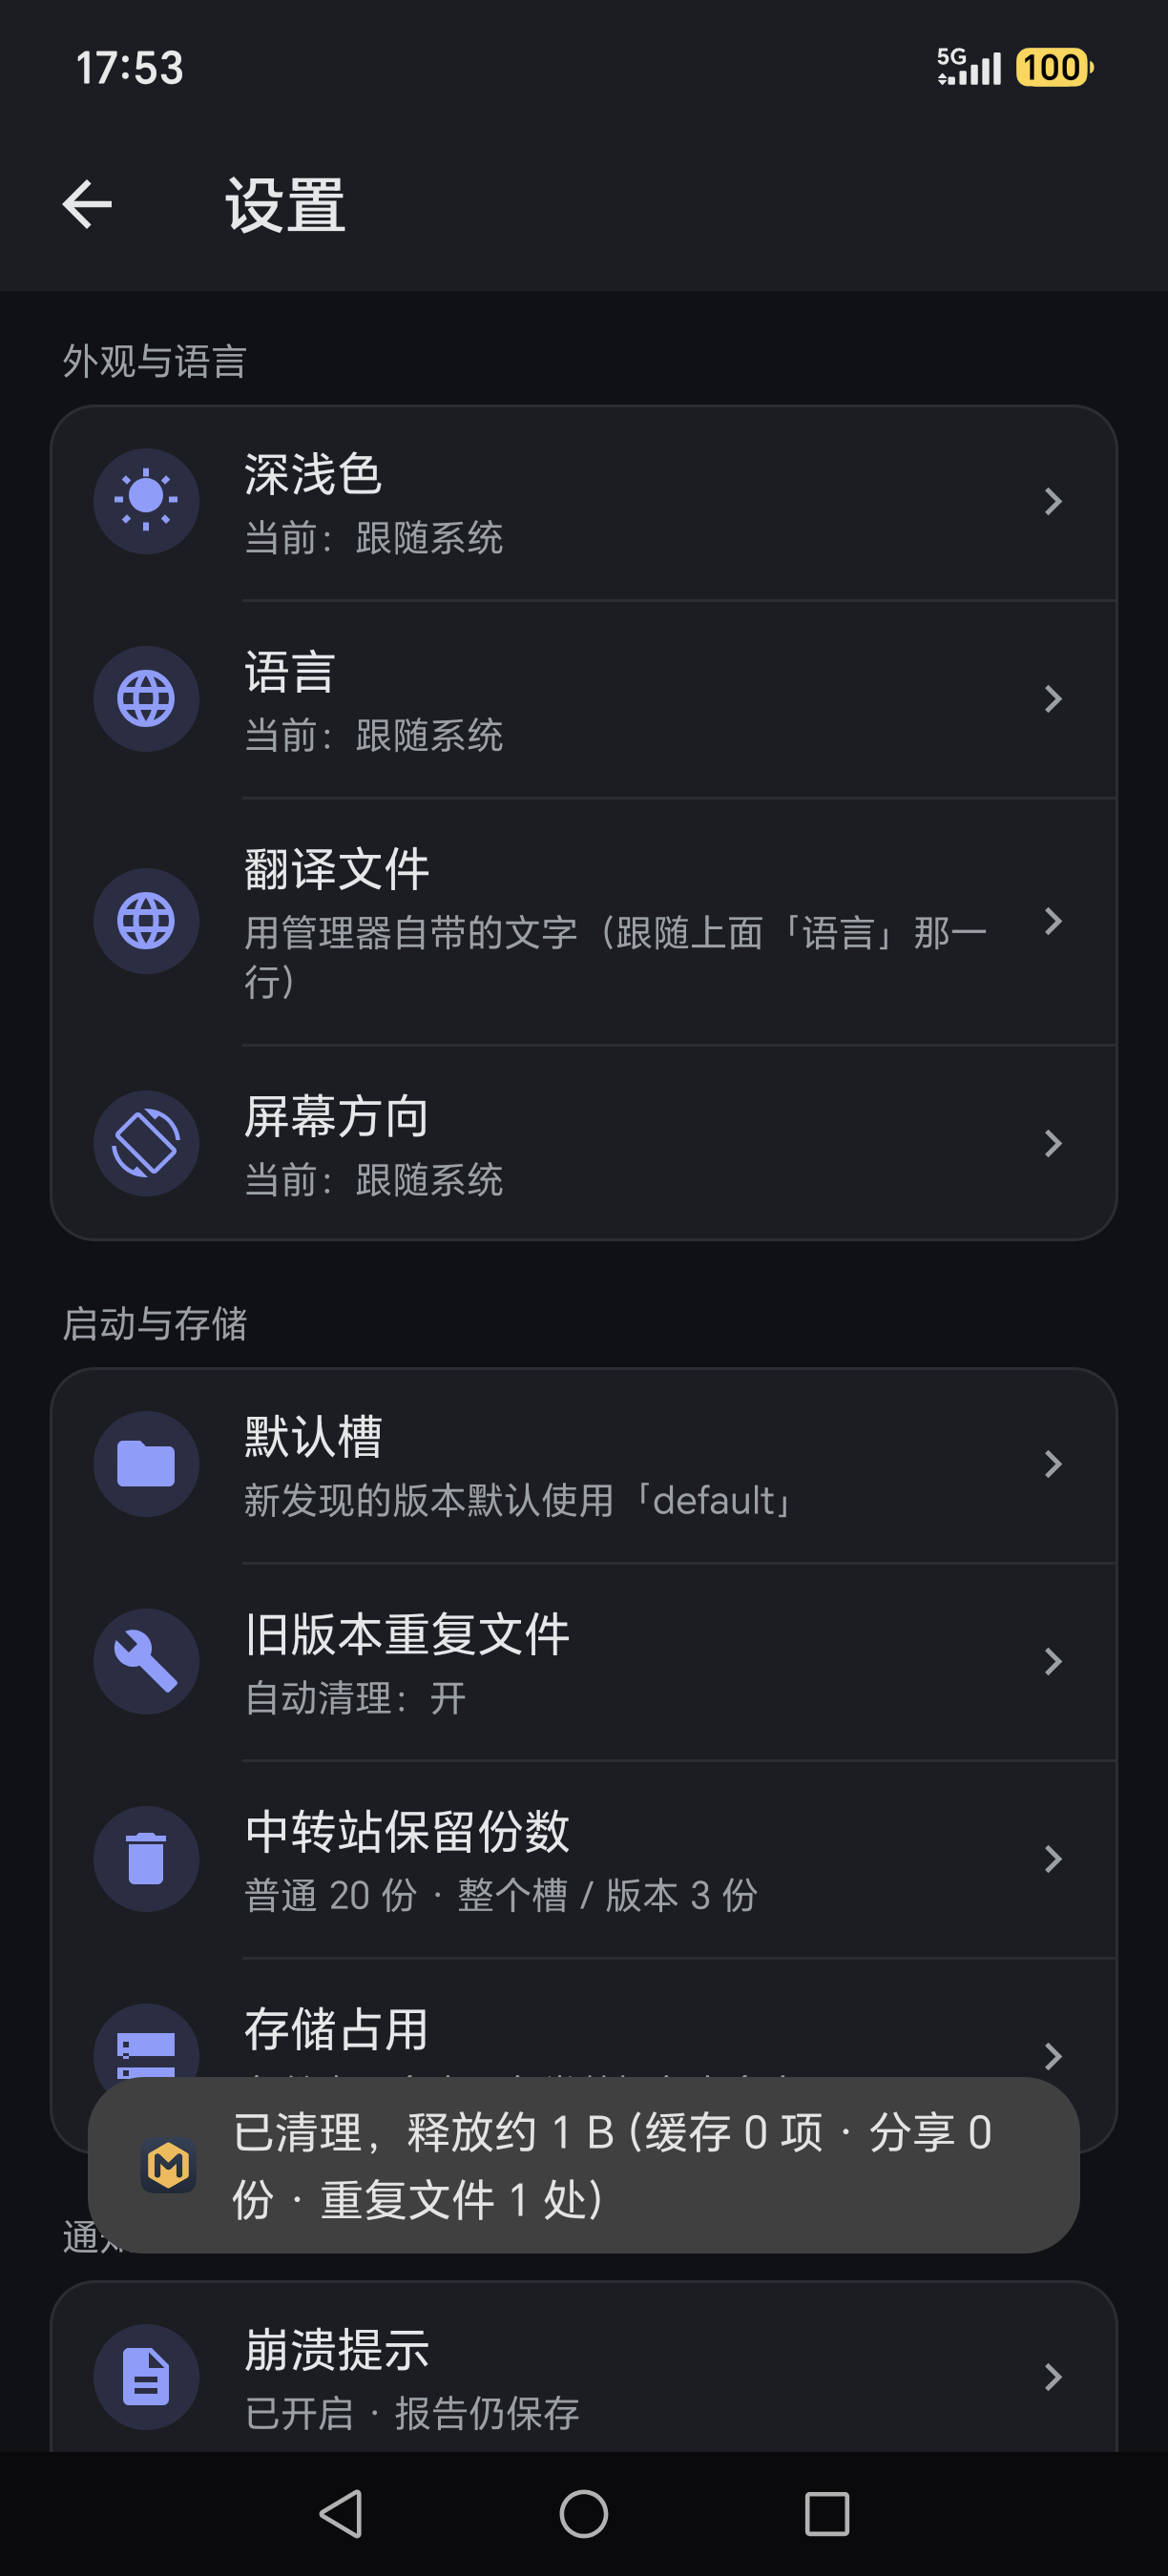 17:53
5G
100
设置
外观与语言
深浅色
当前：跟随系统
语言
当前：跟随系统
翻译文件
用管理器自带的文字（跟随上面「语言」那一
行）
屏幕方向
当前：跟随系统
启动与存储
默认槽
新发现的版本默认使用「default」
旧版本重复文件
自动清理：开
中转站保留份数
普通 20 份 · 整个槽 / 版本 3 份
存储占用
已清理，释放约 1 B (缓存 0 项 · 分享 0
份 · 重复文件 1 处)
通
崩溃提示
已开启 · 报告仍保存